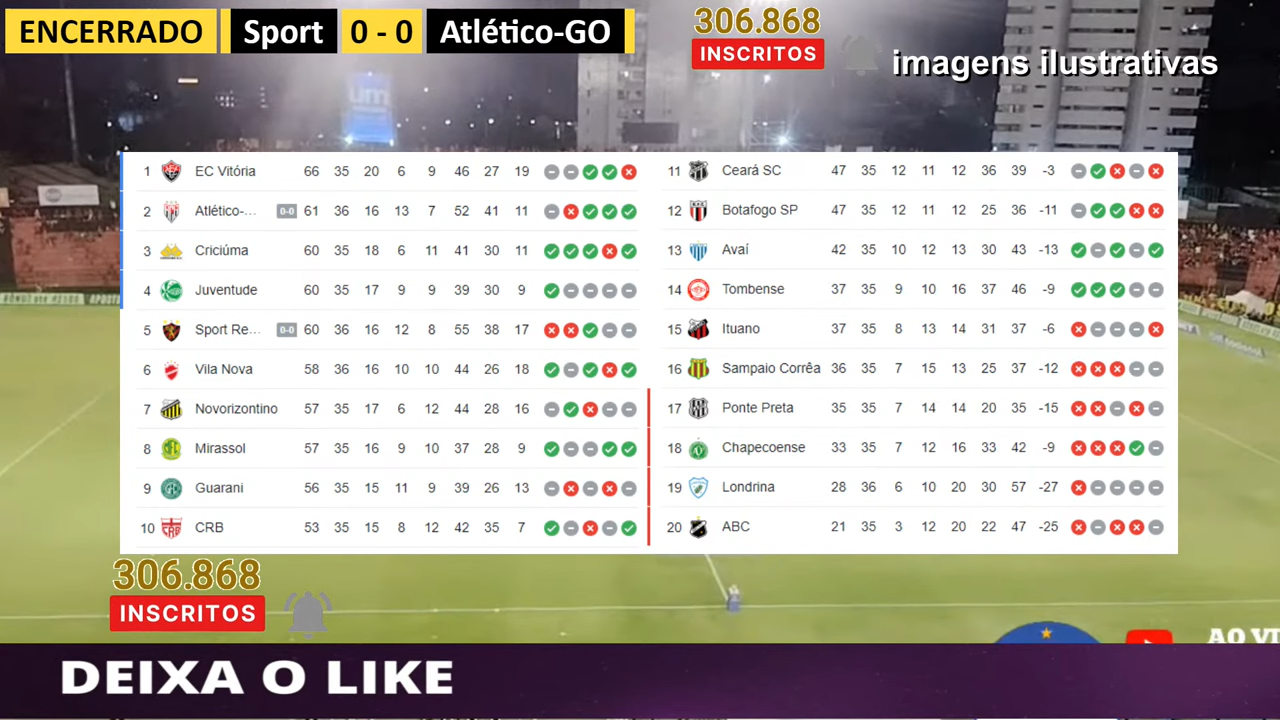 ENCERRADO Sport 0 - 0 Atlético-GO
306.868
INSCRITOS
imagens ilustrativas
um
1 EC Vitória 66 35 20 6 9 46 27 19
2 Atlético-... 0-0 61 36 16 13 7 52 41 11
3 Criciúma 60 35 18 6 11 41 30 11
4 Juventude 60 35 17 9 9 39 30 9
5 Sport Re... 0-0 60 36 16 12 8 55 38 17
6 Vila Nova 58 36 16 10 10 44 26 18
7 Novorizontino 57 35 17 6 12 44 28 16
8 Mirassol 57 35 16 9 10 37 28 9
9 Guarani 56 35 15 11 9 39 26 13
10 CRB 53 35 15 8 12 42 35 7
11 Ceará SC 47 35 12 11 12 36 39 -3
12 Botafogo SP 47 35 12 11 12 25 36 -11
13 Avaí 42 35 10 12 13 30 43 -13
14 Tombense 37 35 9 10 16 37 46 -9
15 Ituano 37 35 8 13 14 31 37 -6
16 Sampaio Corrêa 36 35 7 15 13 25 37 -12
17 Ponte Preta 35 35 7 14 14 20 35 -15
18 Chapecoense 33 35 7 12 16 33 42 -9
19 Londrina 28 36 6 10 20 30 57 -27
20 ABC 21 35 3 12 20 22 47 -25
306.868
INSCRITOS
DEIXA O LIKE